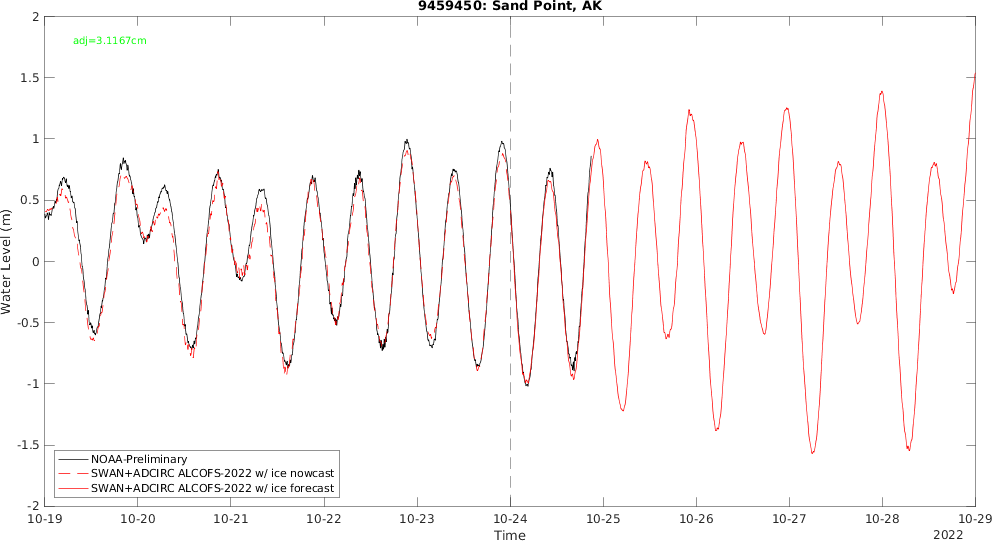 9459450: Sand Point, AK
adj=3.1167cm
Water Level (m)
2
1.5
1
0.5
0
-0.5
-1
-1.5
-2
NOAA-Preliminary
SWAN+ADCIRC ALCOFS-2022 w/ ice nowcast
SWAN+ADCIRC ALCOFS-2022 w/ ice forecast
10-19 10-20 10-21 10-22 10-23 10-24 10-25 10-26 10-27 10-28 10-29
Time
2022